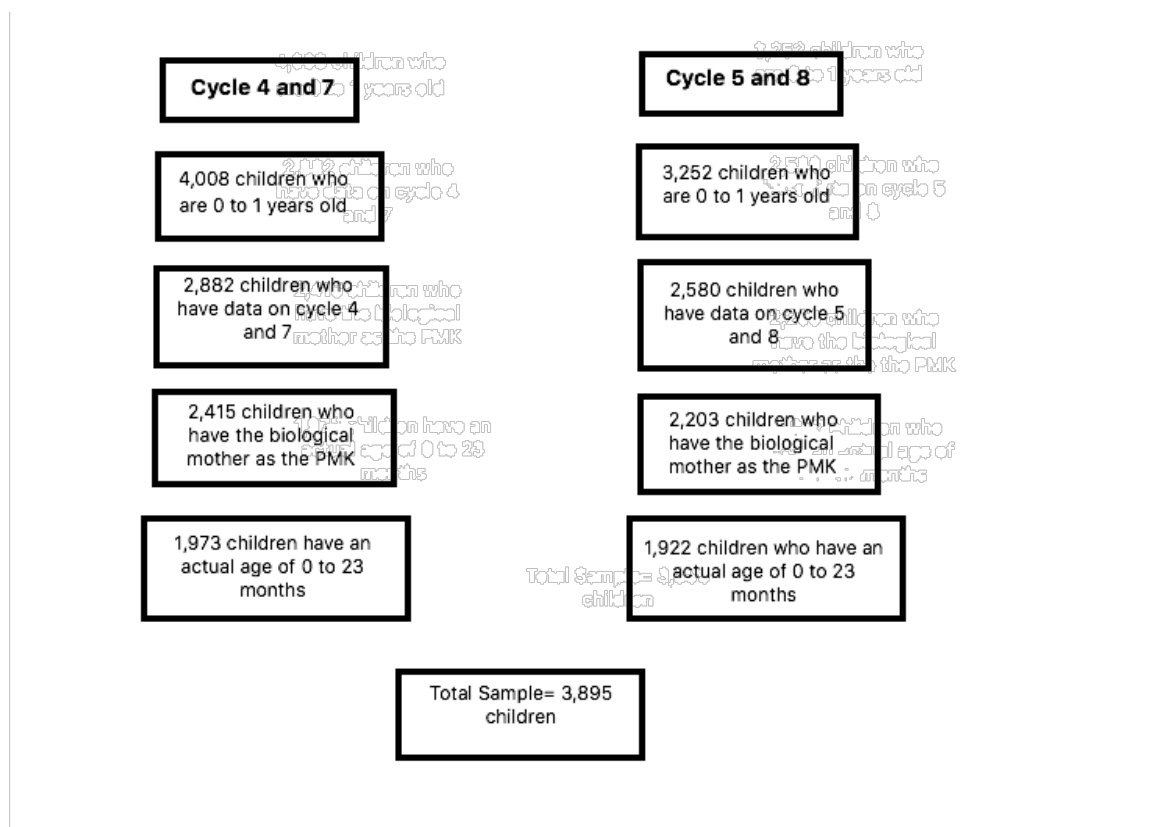 Cycle 4 and 7
4,008 children who
are 0 to 1 years old
2,882 children who
have data on cycle 4
and 7
2,415 children who
have the biological
mother as the PMK
1,973 children have an
actual age of 0 to 23
months
Cycle 5 and 8
3,252 children who
are 0 to 1 years old
2,580 children who
have data on cycle 5
and 8
2,203 children who
have the biological
mother as the PMK
1,922 children who have an
actual age of 0 to 23
months
Total Sample= 3,895
children